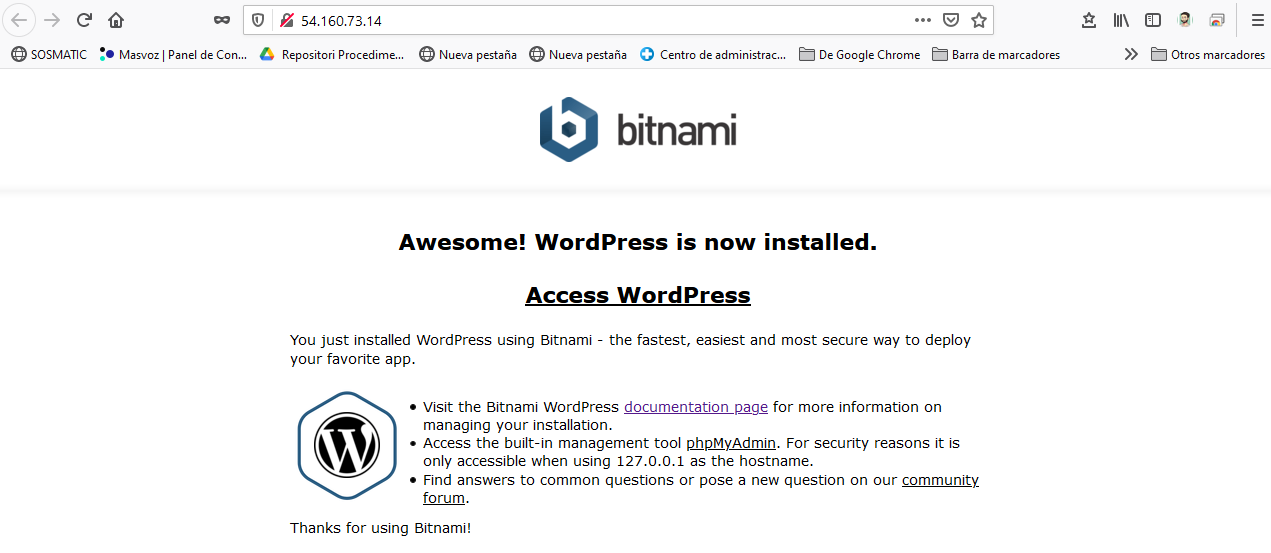 54.160.73.14
SOSMATIC Masvoz | Panel de Con... Repositori Procedime... Nueva pestaña Nueva pestaña Centro de administrac... De Google Chrome Barra de marcadores Otros marcadores
bitnami
Awesome! WordPress is now installed.
Access WordPress
You just installed WordPress using Bitnami - the fastest, easiest and most secure way to deploy
your favorite app.
Visit the Bitnami WordPress documentation page for more information on
managing your installation.
Access the built-in management tool phpMyAdmin. For security reasons it is
only accessible when using 127.0.0.1 as the hostname.
Find answers to common questions or pose a new question on our community
forum.
Thanks for using Bitnami!